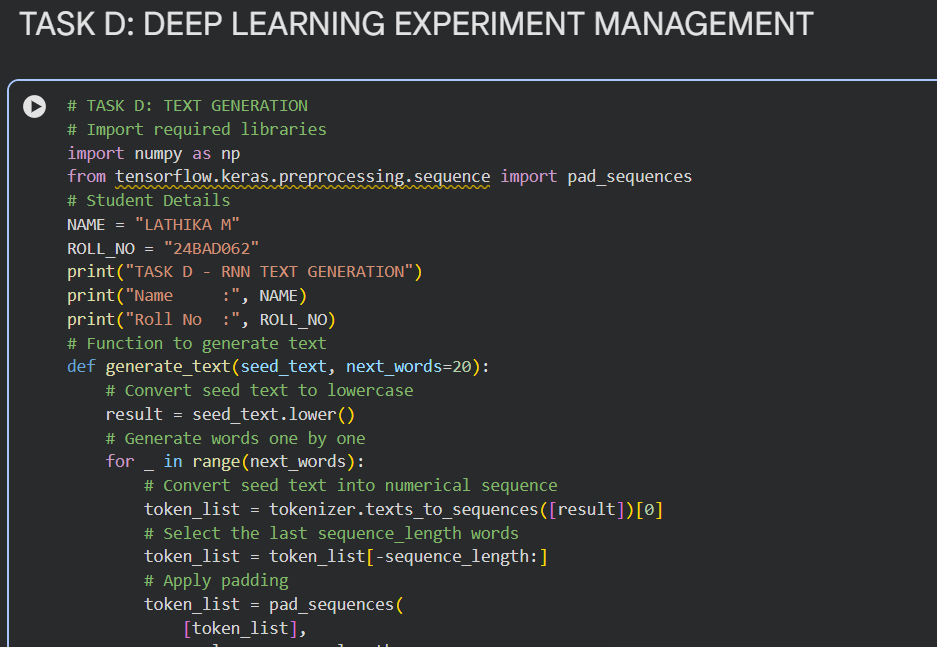 TASK D: DEEP LEARNING EXPERIMENT MANAGEMENT
# TASK D: TEXT GENERATION
# Import required libraries
import numpy as np
from tensorflow.keras.preprocessing.sequence import pad_sequences
# Student Details
NAME = "LATHIKA M"
ROLL_NO = "24BAD062"
print("TASK D - RNN TEXT GENERATION")
print("Name     :", NAME)
print("Roll No  :", ROLL_NO)
# Function to generate text
def generate_text(seed_text, next_words=20):
    # Convert seed text to lowercase
    result = seed_text.lower()
    # Generate words one by one
    for _ in range(next_words):
        # Convert seed text into numerical sequence
        token_list = tokenizer.texts_to_sequences([result])[0]
        # Select the last sequence_length words
        token_list = token_list[-sequence_length:]
        # Apply padding
        token_list = pad_sequences(
            [token_list],